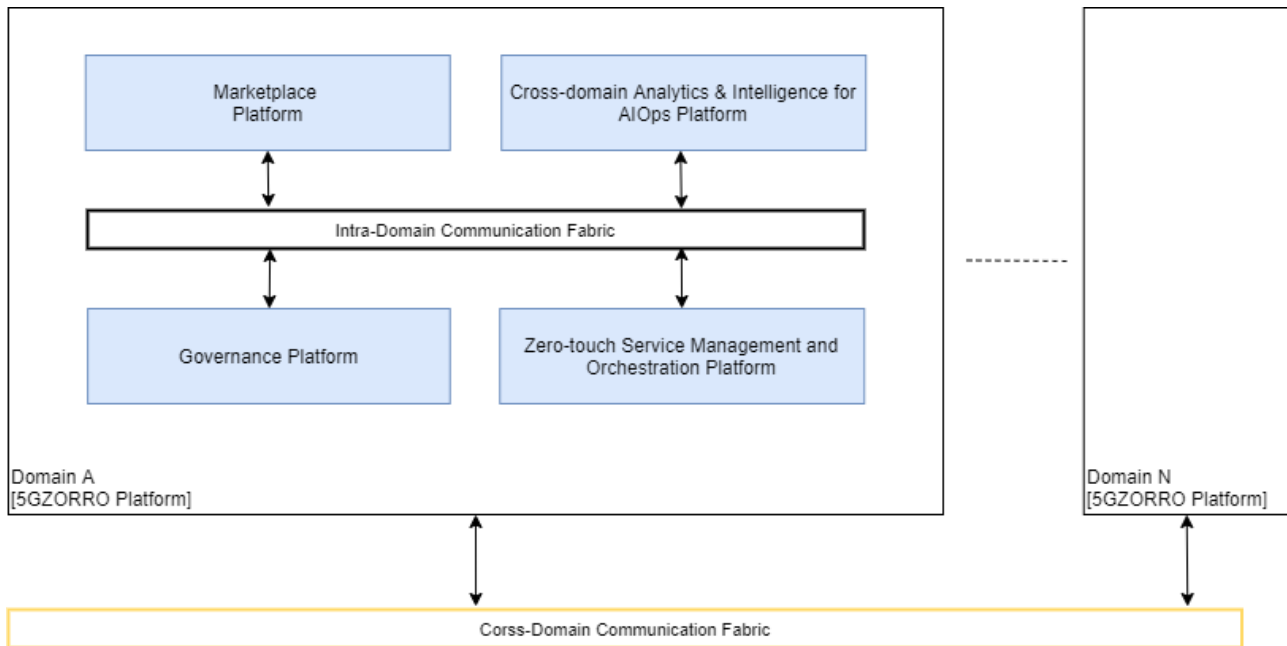 Marketplace
Platform
Cross-domain Analytics & Intelligence for
AIOps Platform
Intra-Domain Communication Fabric
Governance Platform
Zero-touch Service Management and
Orchestration Platform
Domain A
[5GZORRO Platform]
Domain N
[5GZORRO Platform]
Corss-Domain Communication Fabric